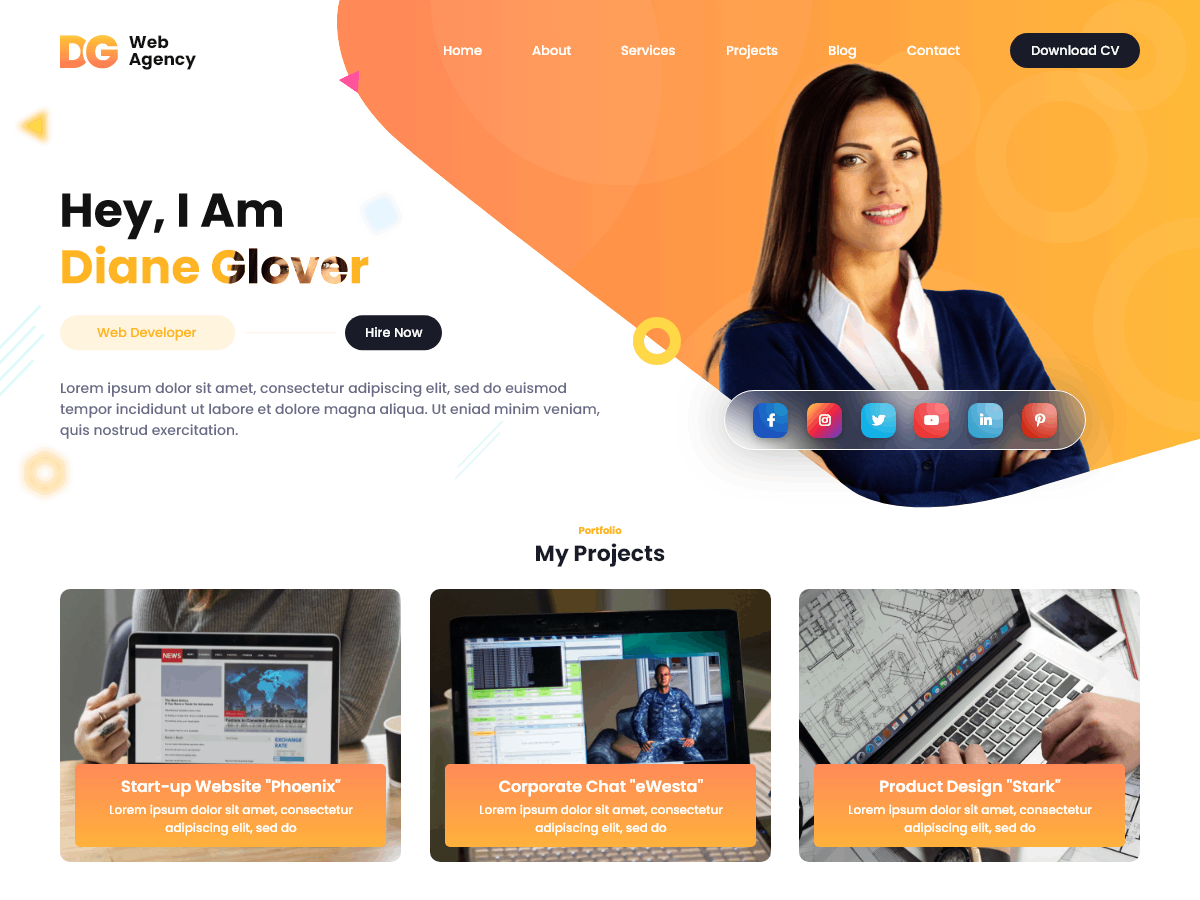 DG
Web
Agency
Home About Services Projects Blog Contact Download CV
Hey, I Am
Diane Glover
Web Developer Hire Now
Lorem ipsum dolor sit amet, consectetur adipiscing elit, sed do euismod
tempor incididunt ut labore et dolore magna aliqua. Ut eniad minim veniam,
quis nostrud exercitation.
Portfolio
My Projects
NEWS
EXCHANGE
RATE
Start-up Website "Phoenix"
Lorem ipsum dolor sit amet, consectetur
adipiscing elit, sed do
Corporate Chat "eWesta"
Lorem ipsum dolor sit amet, consectetur
adipiscing elit, sed do
Product Design "Stark"
Lorem ipsum dolor sit amet, consectetur
adipiscing elit, sed do